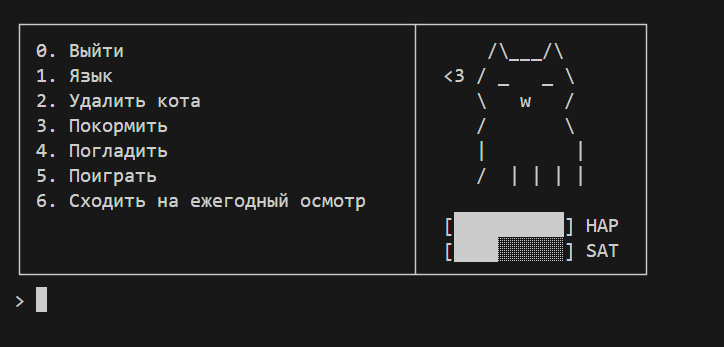 0. Выйти
1. Язык
2. Удалить кота
3. Покормить
4. Погладить
5. Поиграть
6. Сходить на ежегодный осмотр
/\___/\
<3 / _   _ \
\   w   /
/       \
|        |
/  | | | |
[          ] HAP
[          ] SAT
>